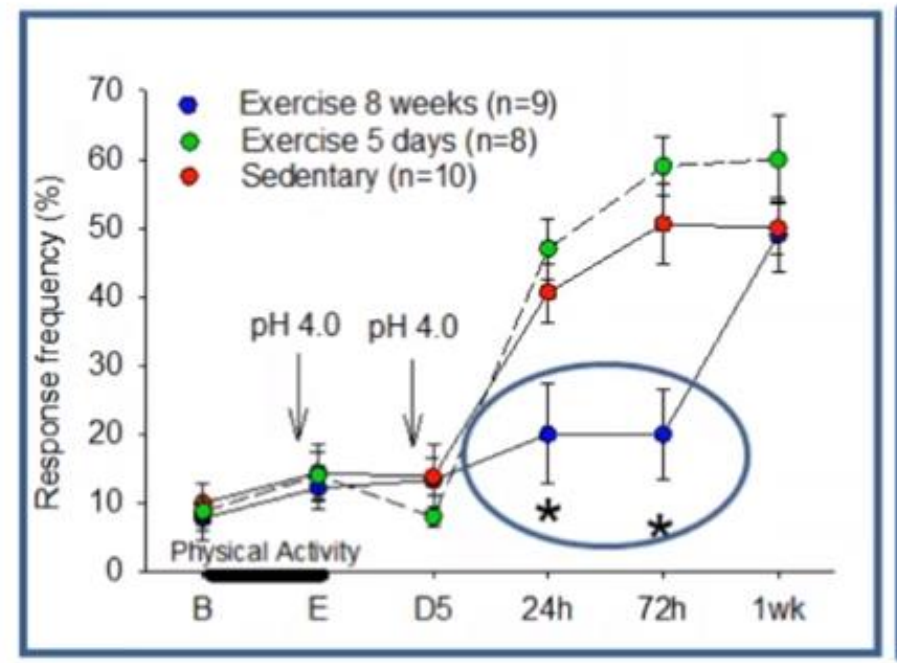 70
60
50
40
30
20
10
0
Response frequency (%)
Exercise 8 weeks (n=9)
Exercise 5 days (n=8)
Sedentary (n=10)
pH 4.0 pH 4.0
* *
Physical Activity
B E D5 24h 72h 1wk